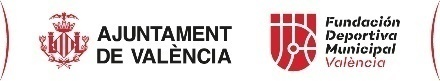 AJUNTAMENT
DE VALÈNCIA
Fundación
Deportiva
Municipal
València